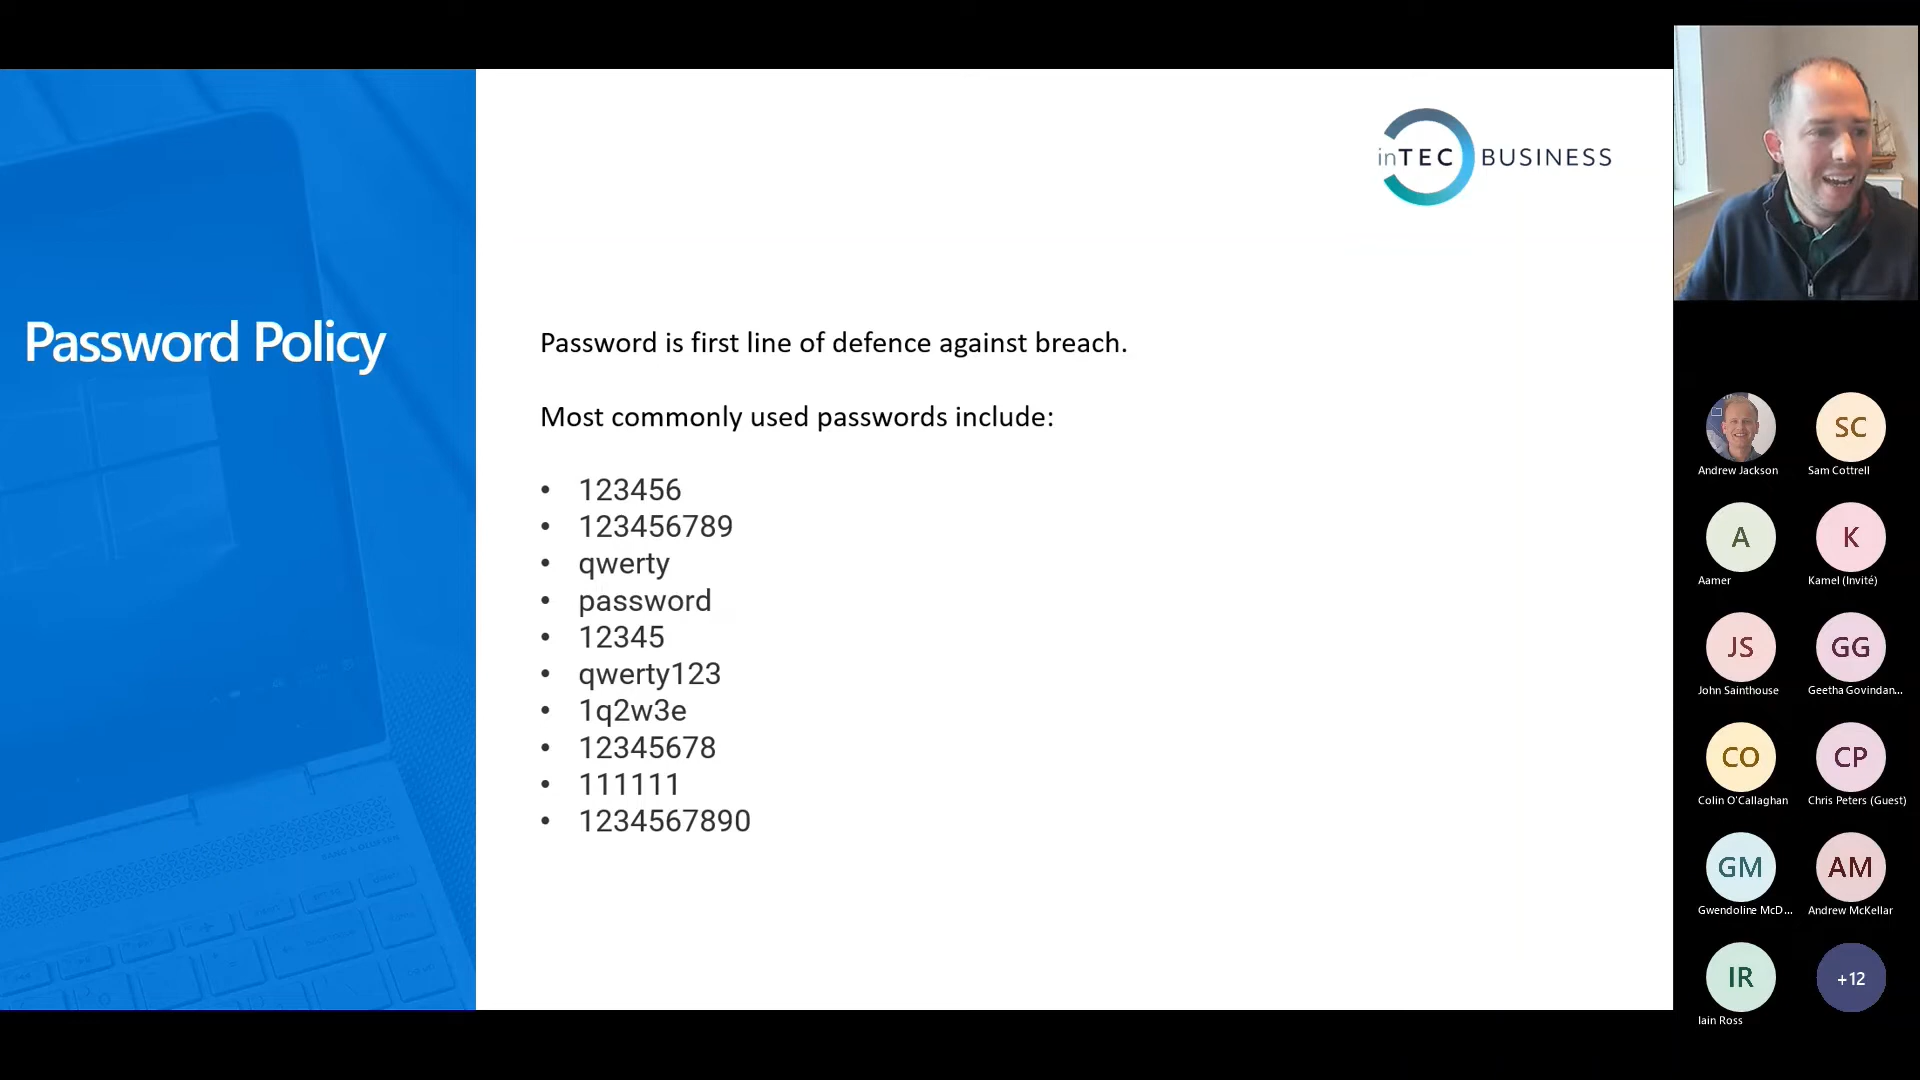 inTEC BUSINESS
Password Policy
Password is first line of defence against breach.
Most commonly used passwords include:
• 123456
• 123456789
• qwerty
• password
• 12345
• qwerty123
• 1q2w3e
• 12345678
• 111111
• 1234567890
Andrew Jackson
SC
Sam Cottrell
A
Aamer
K
Kamel (Invité)
JS
John Sainthouse
GG
Geetha Govindan...
CO
Colin O'Callaghan
CP
Chris Peters (Guest)
GM
Gwendoline McD...
AM
Andrew McKellar
IR
Iain Ross
+12